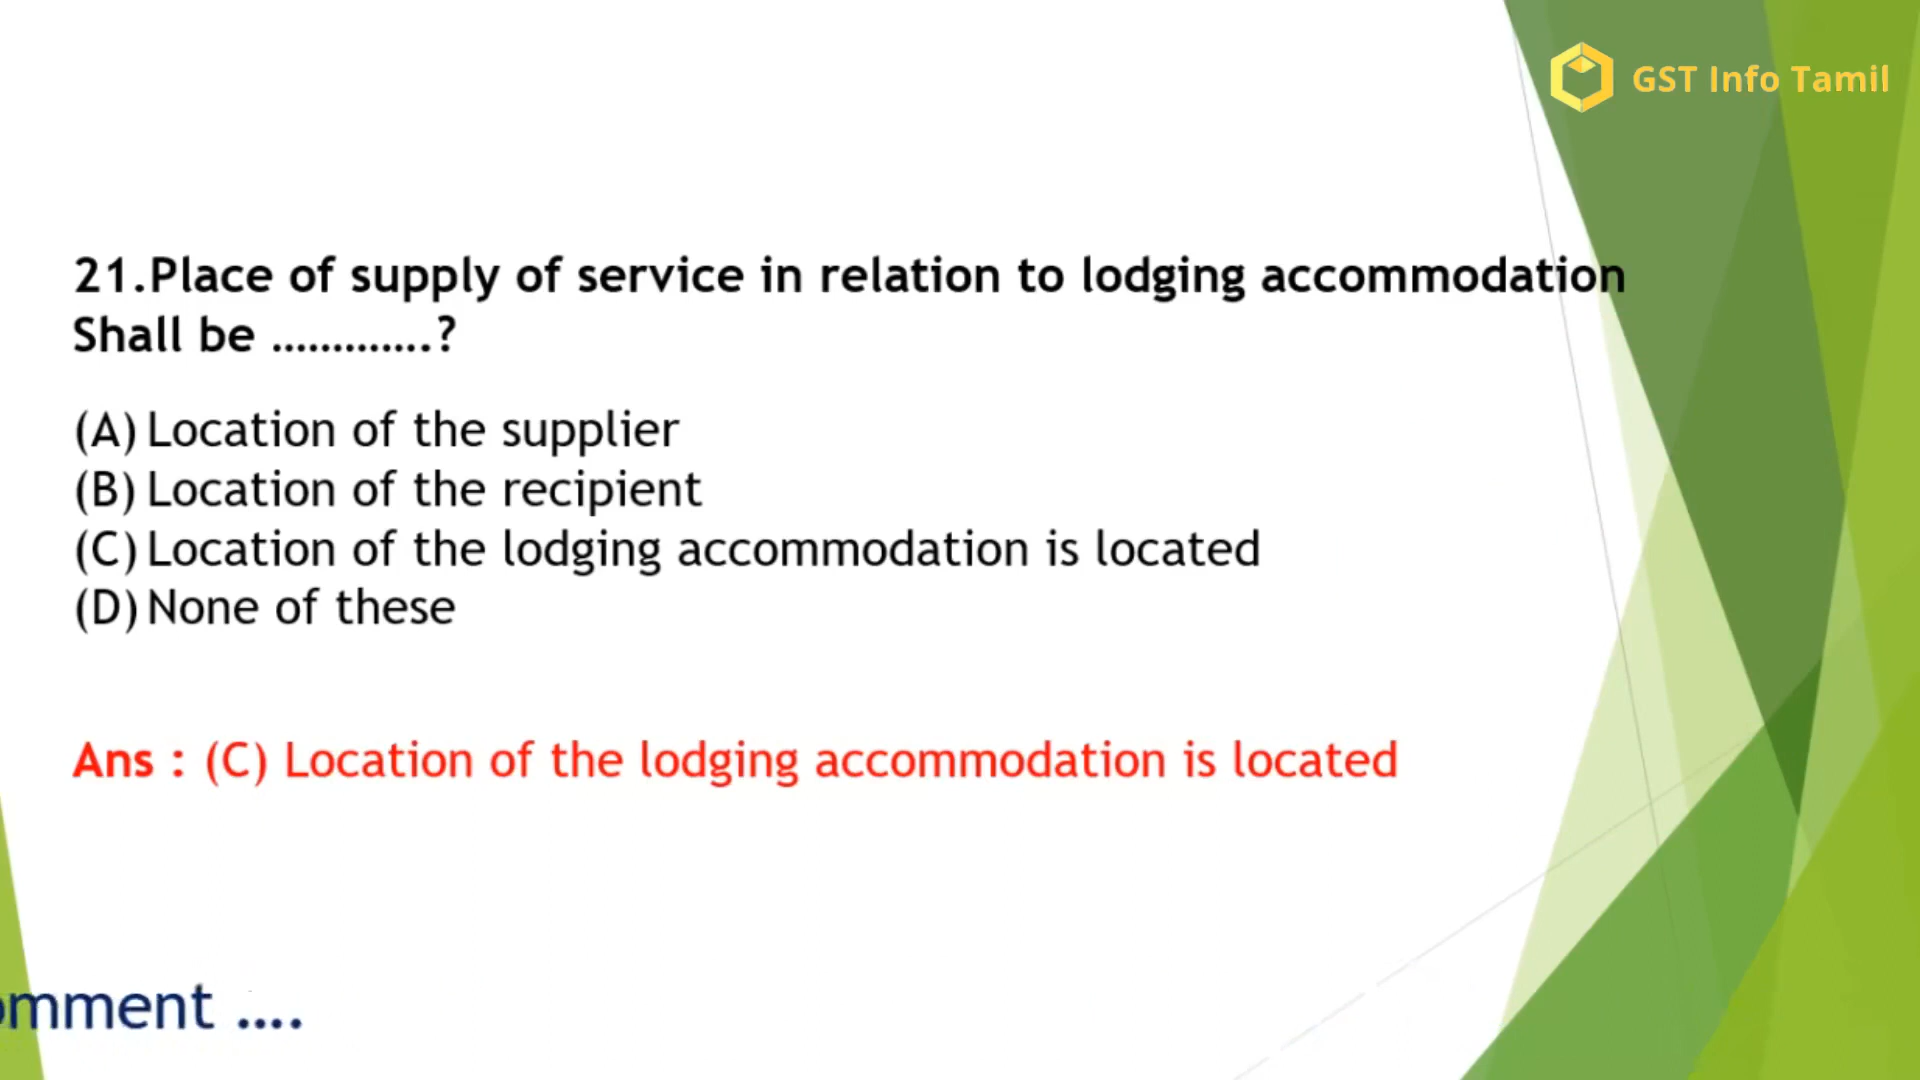 GST Info Tamil
21.Place of supply of service in relation to lodging accommodation
Shall be .............?
(A) Location of the supplier
(B) Location of the recipient
(C) Location of the lodging accommodation is located
(D) None of these
Ans : (C) Location of the lodging accommodation is located
omment ....